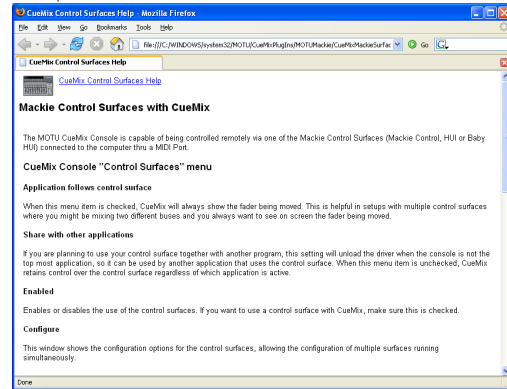 CueMix Control Surfaces Help - Mozilla Firefox
File Edit View Go Bookmarks Tools Help
file:///C:/WINDOWS/system32/MOTU/CueMixPlugIns/MOTUMackie/CueMixMackieSurfac
Go
CueMix Control Surfaces Help
CueMix Control Surfaces Help
Mackie Control Surfaces with CueMix
The MOTU CueMix Console is capable of being controlled remotely via one of the Mackie Control Surfaces (Mackie Control, HUI or Baby
HUI) connected to the computer thru a MIDI Port.
CueMix Console "Control Surfaces" menu
Application follows control surface
When this menu item is checked, CueMix will always show the fader being moved. This is helpful in setups with multiple control surfaces
where you might be mixing two different buses and you always want to see on screen the fader being moved.
Share with other applications
If you are planning to use your control surface together with another program, this setting will unload the driver when the console is not the
top most application, so it can be used by another application that uses the control surface. When this menu item is unchecked, CueMix
retains control over the control surface regardless of which application is active.
Enabled
Enables or disables the use of the control surfaces. If you want to use a control surface with CueMix, make sure this is checked.
Configure
This window shows the configuration options for the control surfaces, allowing the configuration of multiple surfaces running
simultaneously.
Done